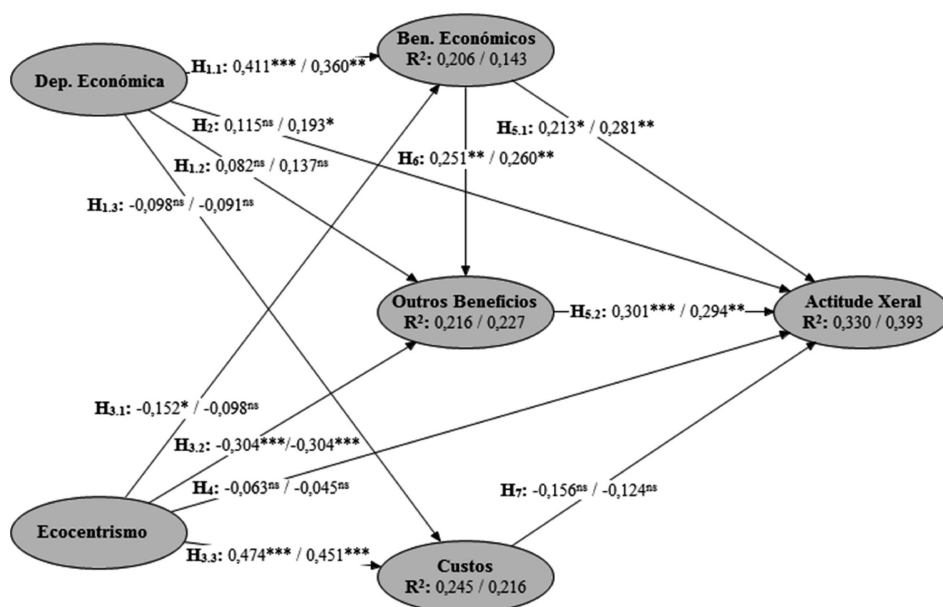 Ben. Económicos
R²: 0,206 / 0,143
Dep. Económica
H1.1: 0,411*** / 0,360**
H2: 0,115ns / 0,193*
H5.1: 0,213* / 0,281**
H6: 0,251** / 0,260**
H1.2: 0,082ns / 0,137ns
H1.3: -0,098ns / -0,091ns
Outros Beneficios
R²: 0,216 / 0,227
H5.2: 0,301*** / 0,294**
Actitude Xeral
R²: 0,330 / 0,393
H3.1: -0,152* / -0,098ns
H3.2: -0,304***/-0,304***
H4: -0,063ns / -0,045ns
H7: -0,156ns / -0,124ns
Ecocentrismo
H3.3: 0,474*** / 0,451***
Custos
R²: 0,245 / 0,216